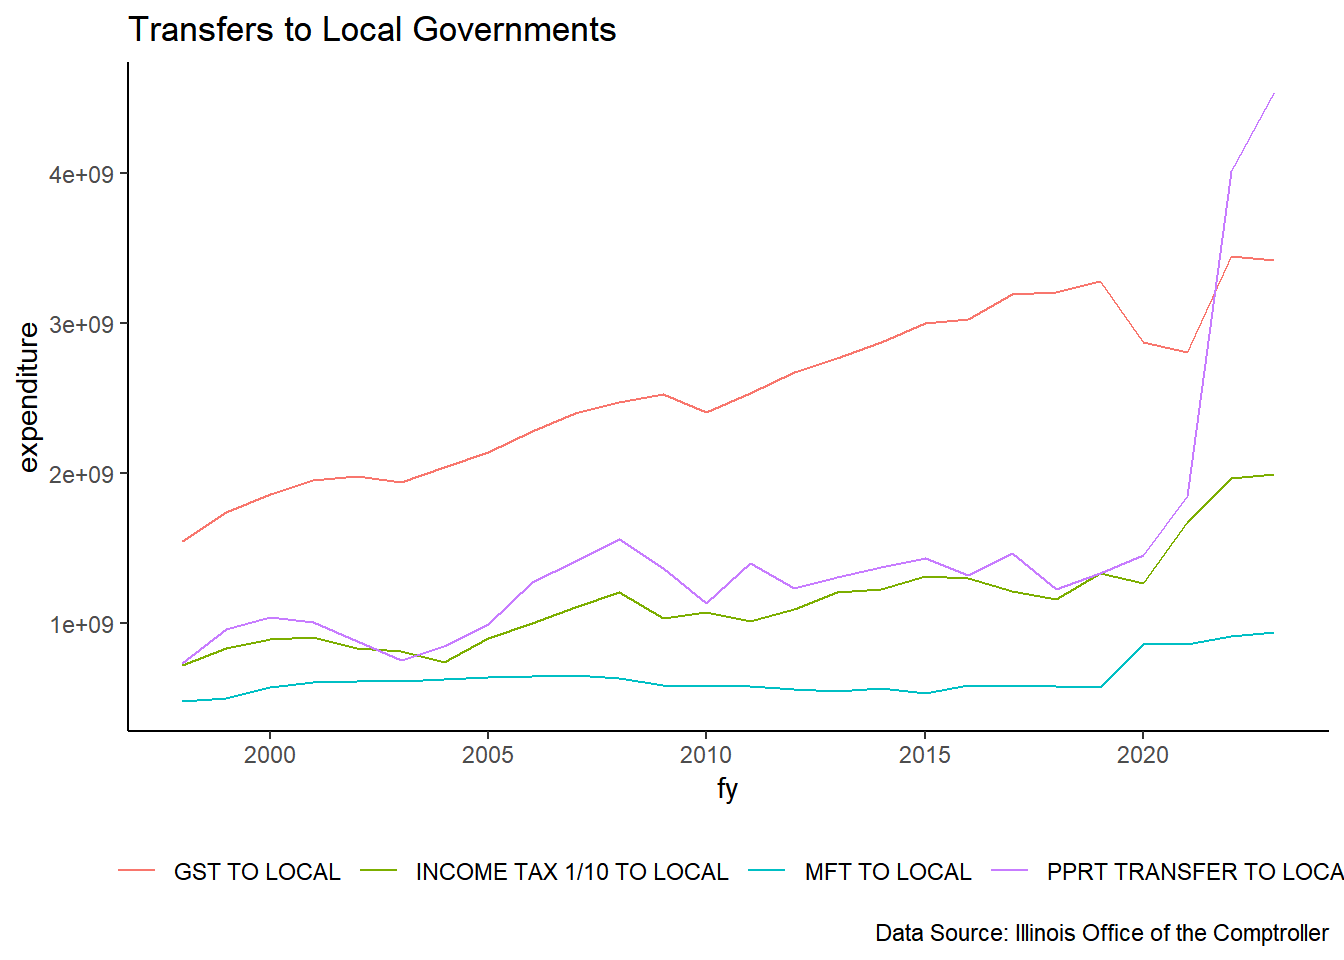 Transfers to Local Governments
4e+09
3e+09
2e+09
1e+09
expenditure
2000 2005 2010 2015 2020
fy
GST TO LOCAL INCOME TAX 1/10 TO LOCAL MFT TO LOCAL PPRT TRANSFER TO LOCA
Data Source: Illinois Office of the Comptroller